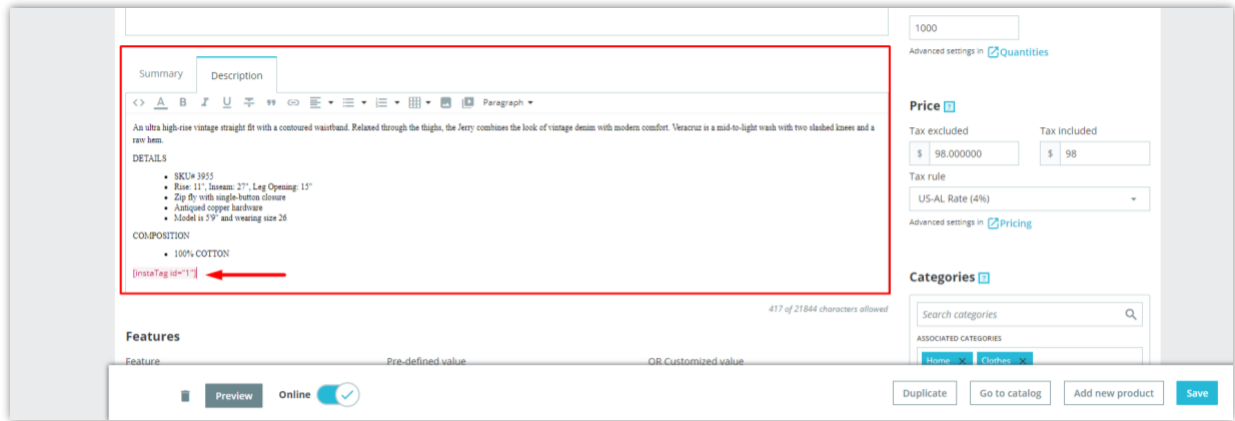 1000
Advanced settings in Quantities
Summary
Description
Paragraph
An ultra high-rise vintage straight fit with a contoured waistband. Relaxed through the thighs, the Jerry combines the look of vintage denim with modern comfort. Veracruz is a mid-to-light wash with two slashed knees and a
raw hem.
DETAILS
SKU# 3955
Rise: 11", Inseam: 27", Leg Opening: 15"
Zip fly with single-button closure
Antiqued copper hardware
Model is 5'9" and wearing size 26
COMPOSITION
100% COTTON
[instaTag id="1"]
417 of 21844 characters allowed
Price
Tax excluded Tax included
$ 98.000000 $ 98
Tax rule
US-AL Rate (4%)
Advanced settings in Pricing
Categories
Search categories
ASSOCIATED CATEGORIES
Home Clothes
Features
Feature Pre-defined value OR Customized value
Preview Online Duplicate Go to catalog Add new product Save